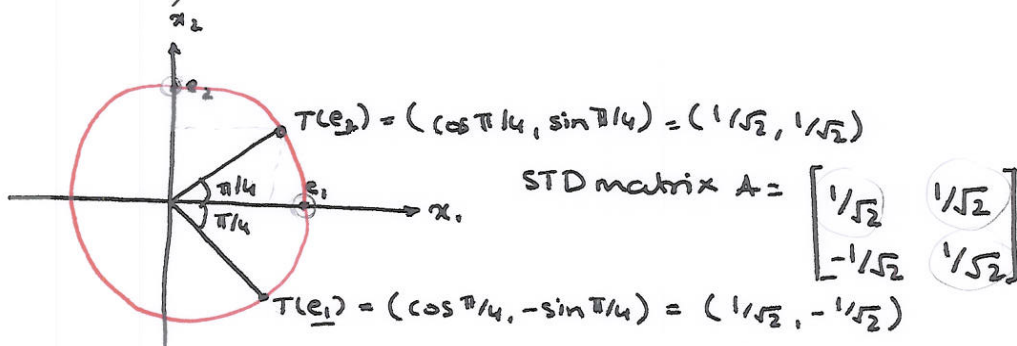 x₂
e₂
T(e₂) = (cos π/4, sin π/4) = (1/√2, 1/√2)
π/4
e₁
x₁
π/4
STD matrix A = [1/√2 1/√2
-1/√2 1/√2]
T(e₁) = (cos π/4, -sin π/4) = (1/√2, -1/√2)